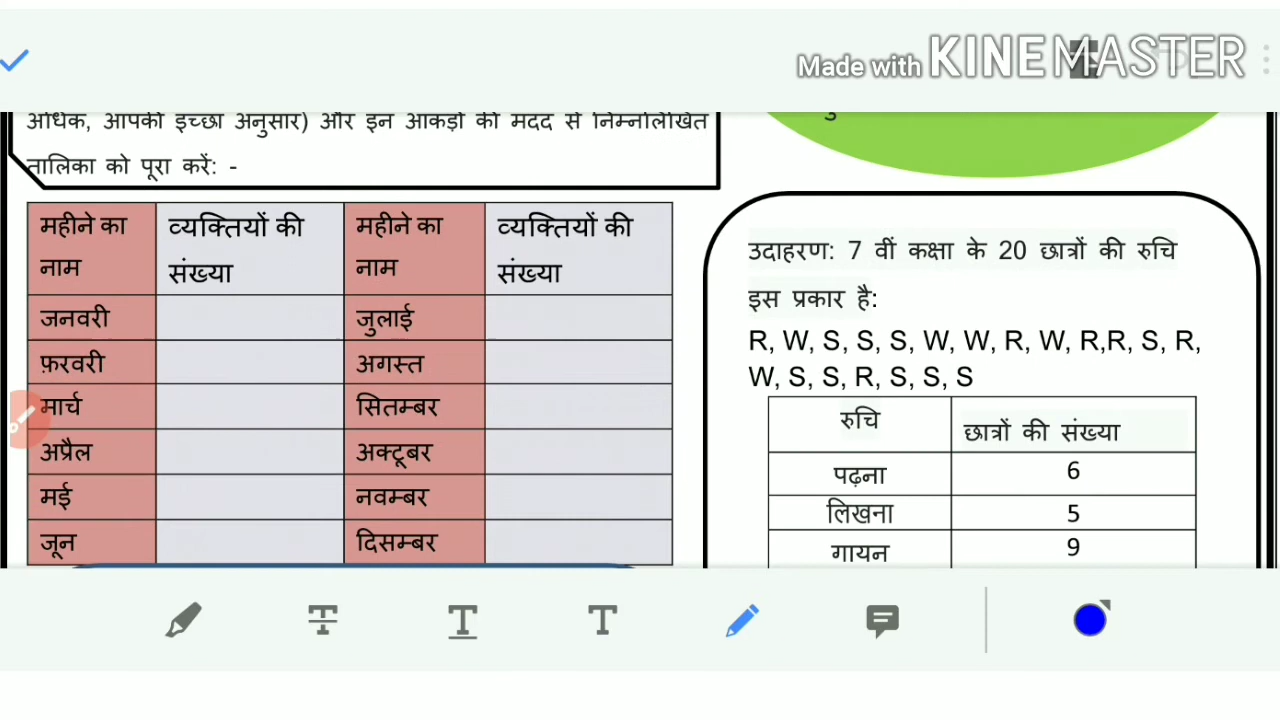 Made with KINEMASTER
अधिक, आपकी इच्छा अनुसार) और इन आंकड़ों की मदद से निम्नलिखित
तालिका को पूरा करें: -
महीने का नाम व्यक्तियों की संख्या महीने का नाम व्यक्तियों की संख्या
जनवरी जुलाई
फ़रवरी अगस्त
मार्च सितम्बर
अप्रैल अक्टूबर
मई नवम्बर
जून दिसम्बर
उदाहरण: 7 वीं कक्षा के 20 छात्रों की रुचि
इस प्रकार है:
R, W, S, S, S, W, W, R, W, R,R, S, R,
W, S, S, R, S, S, S
रुचि छात्रों की संख्या
पढ़ना 6
लिखना 5
गायन 9